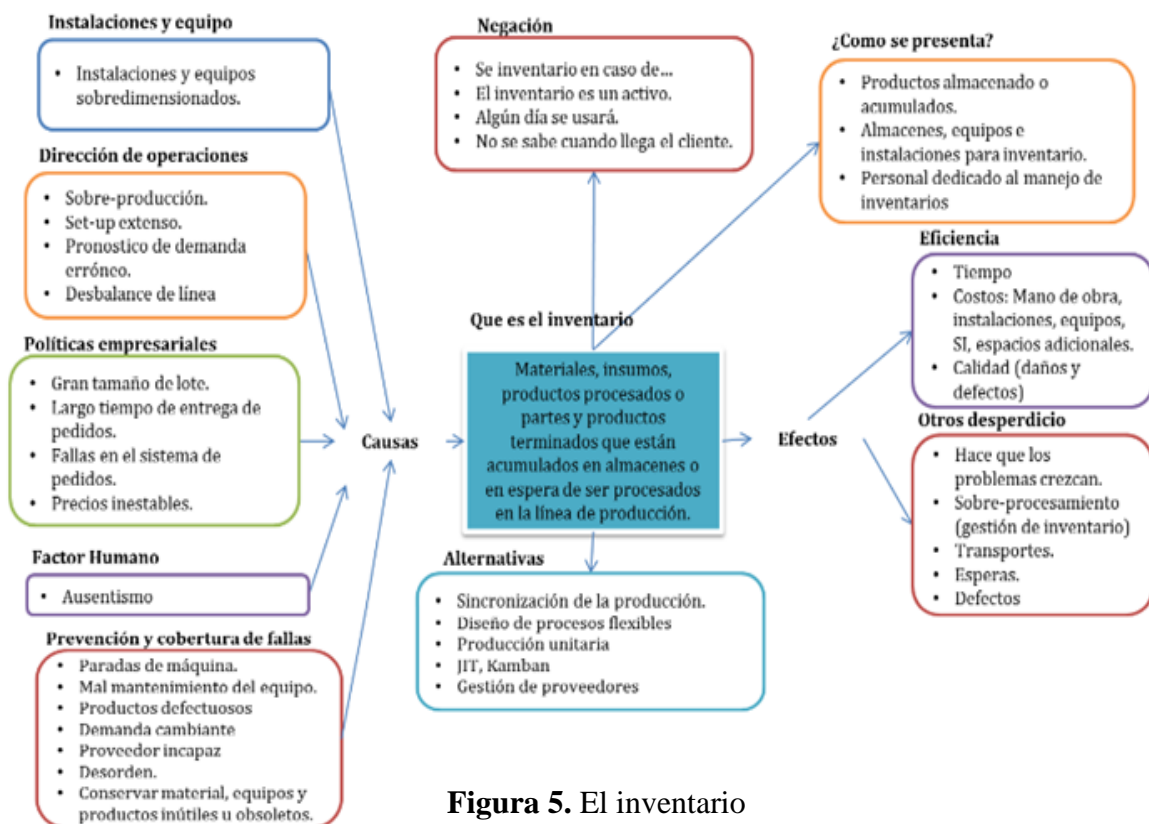 Instalaciones y equipo
• Instalaciones y equipos
sobredimensionados.
Dirección de operaciones
• Sobre-producción.
• Set-up extenso.
• Pronostico de demanda
erróneo.
• Desbalance de línea
Políticas empresariales
• Gran tamaño de lote.
• Largo tiempo de entrega de
pedidos.
• Fallas en el sistema de
pedidos.
• Precios inestables.
Factor Humano
• Ausentismo
Prevención y cobertura de fallas
• Paradas de máquina.
• Mal mantenimiento del equipo.
• Productos defectuosos
• Demanda cambiante
• Proveedor incapaz
• Desorden.
• Conservar material, equipos y
productos inútiles u obsoletos.
Causas
Negación
• Se inventario en caso de...
• El inventario es un activo.
• Algún día se usará.
• No se sabe cuando llega el cliente.
Que es el inventario
Materiales, insumos,
productos procesados o
partes y productos
terminados que están
acumulados en almacenes o
en espera de ser procesados
en la línea de producción.
Alternativas
• Sincronización de la producción.
• Diseño de procesos flexibles
• Producción unitaria
• JIT, Kamban
• Gestión de proveedores
¿Como se presenta?
• Productos almacenado o
acumulados.
• Almacenes, equipos e
instalaciones para inventario.
• Personal dedicado al manejo de
inventarios
Efectos
Eficiencia
• Tiempo
• Costos: Mano de obra,
instalaciones, equipos,
SI, espacios adicionales.
• Calidad (daños y
defectos)
Otros desperdicio
• Hace que los
problemas crezcan.
• Sobre-procesamiento
(gestión de inventario)
• Transportes.
• Esperas.
• Defectos
Figura 5. El inventario